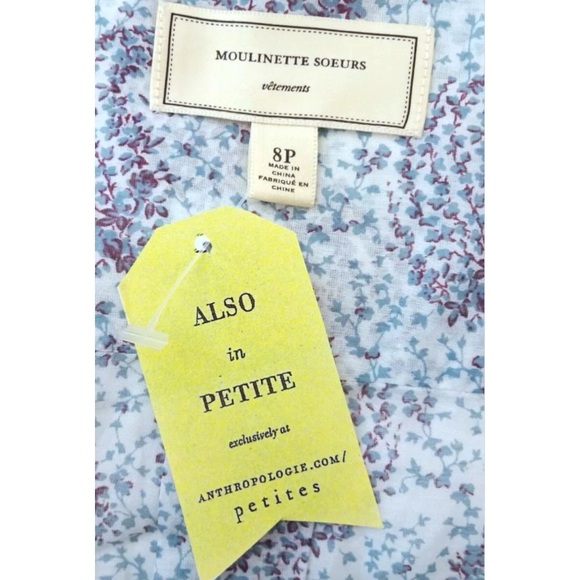 MOULINETTE SOEURS
vêtements
8P
MADE IN
CHINA
FABRIQUÉ EN
CHINE
ALSO
in
PETITE
exclusively at
ANTHROPOLOGIE.COM/
petites